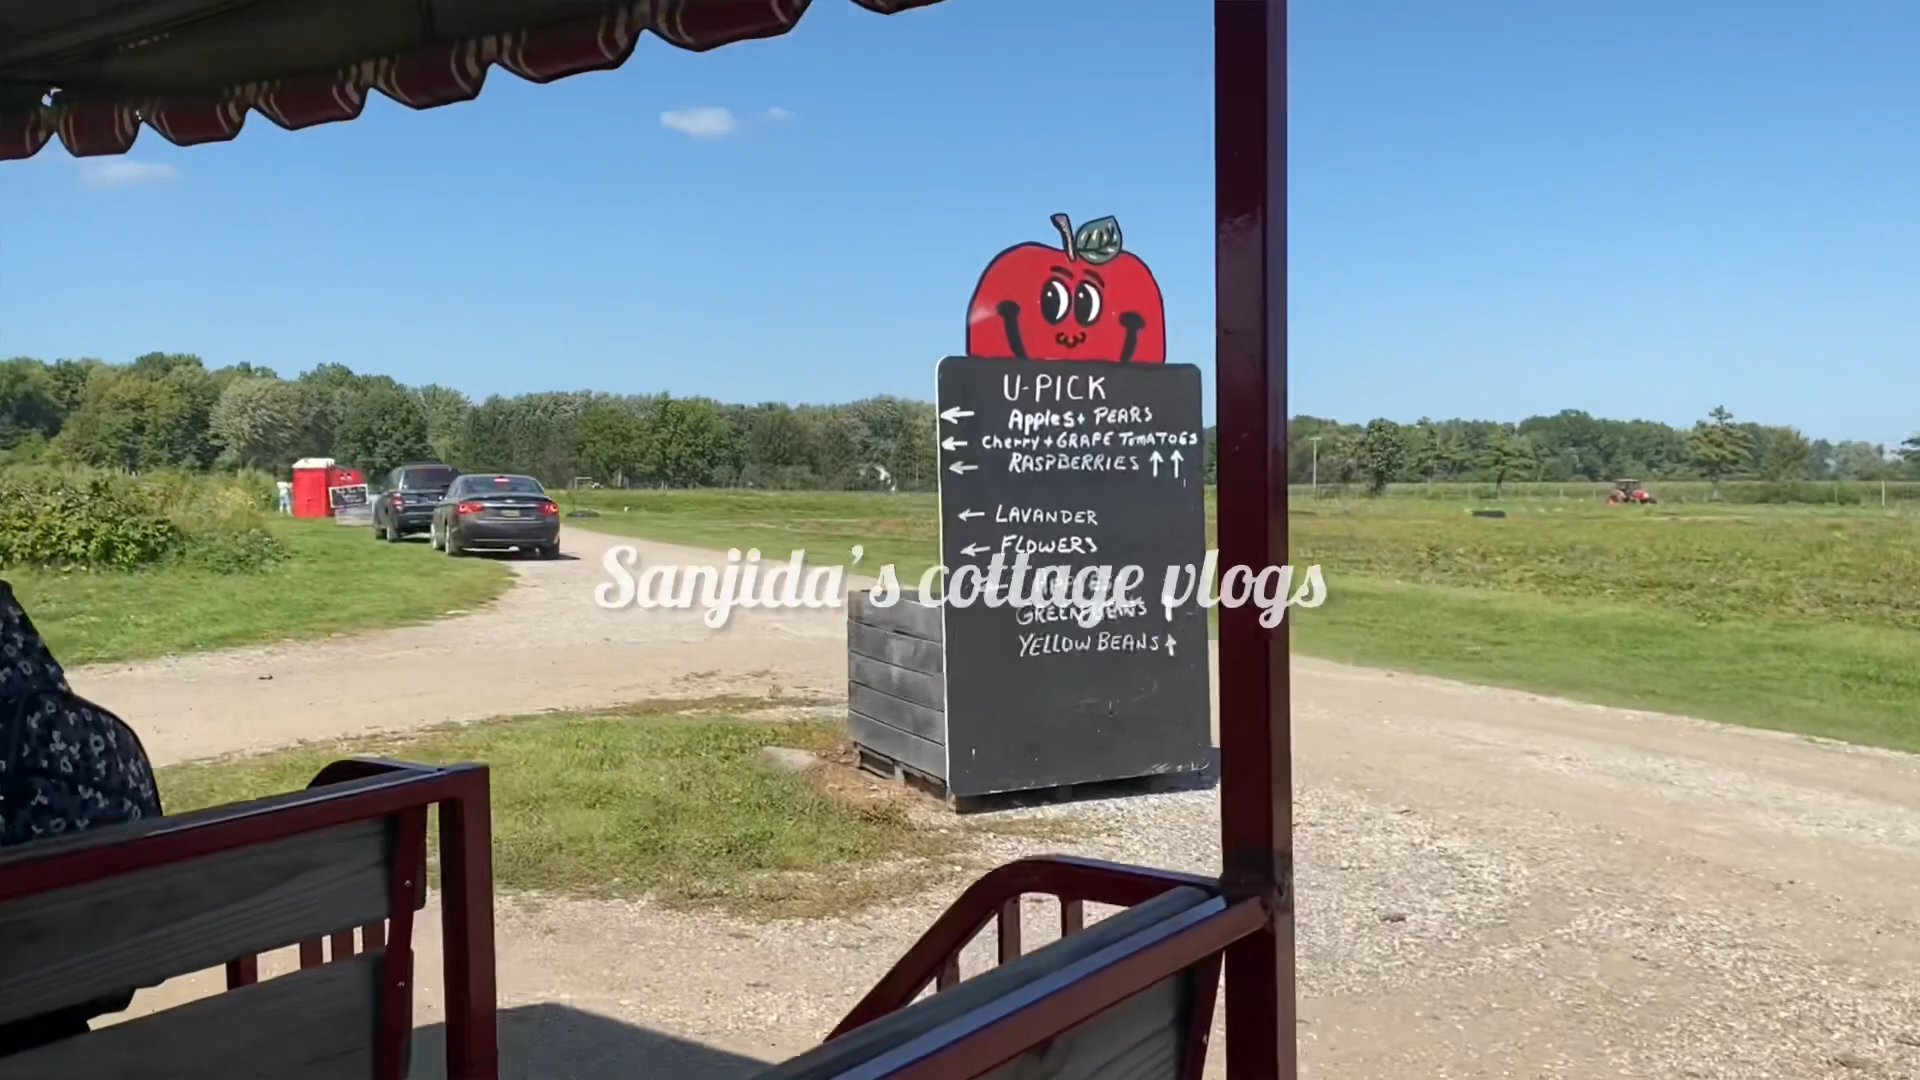 U-PICK
← Apples + PEARS
← Cherry + GRAPE TOMATOES
← RASPBERRIES ↑ ↑
← LAVANDER
← FLOWERS
Sanjida's cottage vlogs
GREEN BEANS ↑
YELLOW BEANS ↑